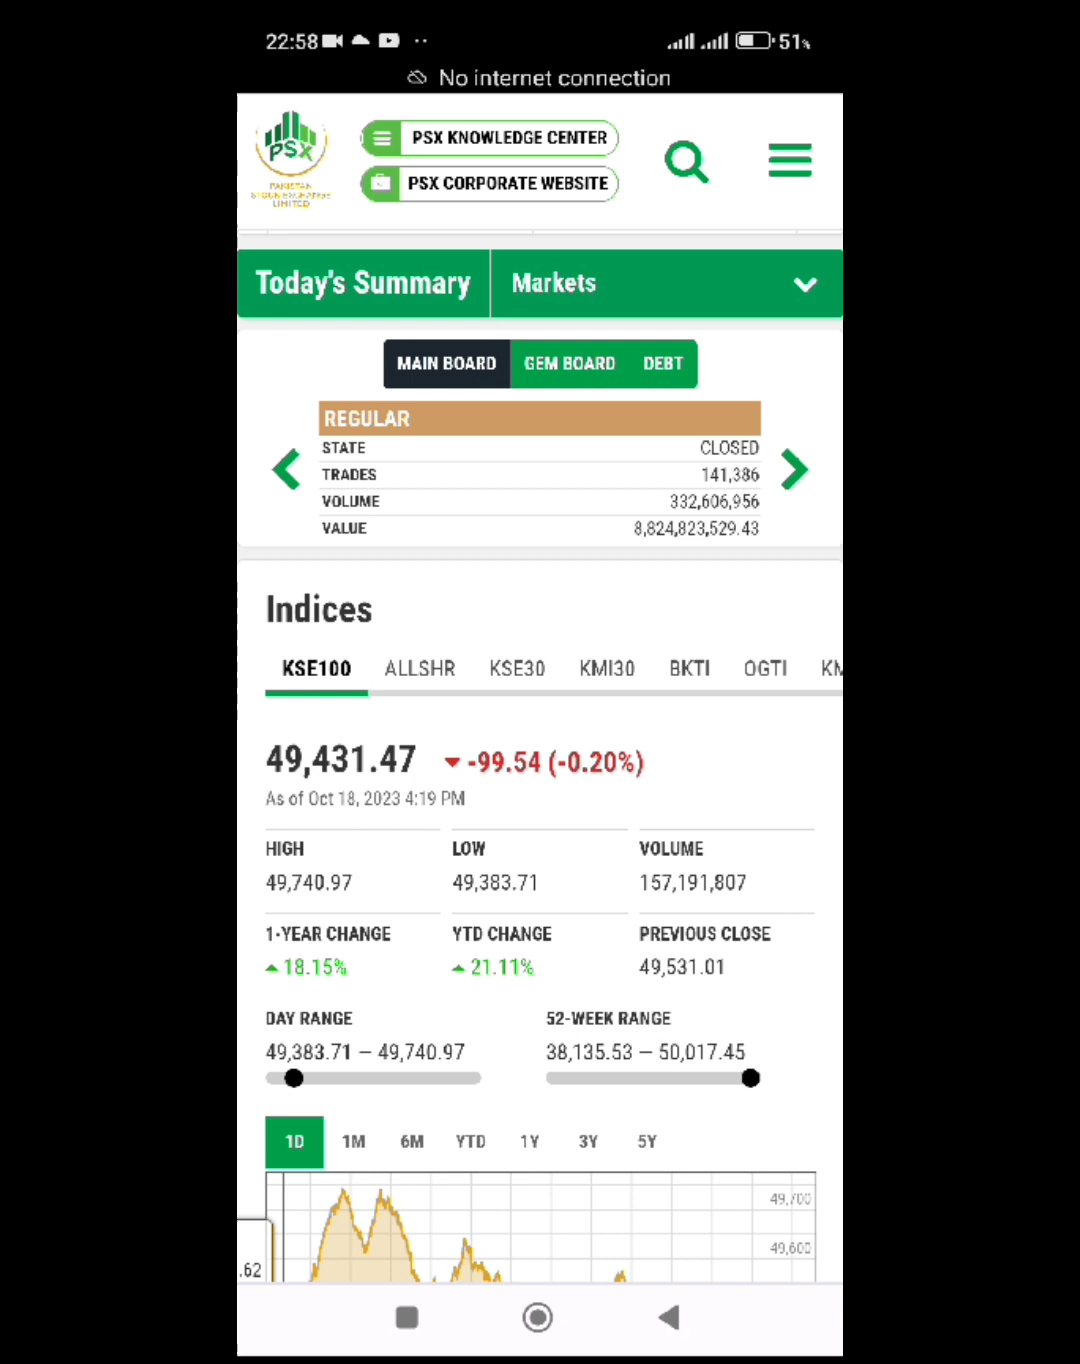 22:58
51%
No internet connection
PSX
PAKISTAN
STOCK EXCHANGE
LIMITED
PSX KNOWLEDGE CENTER
PSX CORPORATE WEBSITE
Today's Summary
Markets
MAIN BOARD GEM BOARD DEBT
REGULAR
STATE CLOSED
TRADES 141,386
VOLUME 332,606,956
VALUE 8,824,823,529.43
Indices
KSE100 ALLSHR KSE30 KMI30 BKTI OGTI KM
49,431.47 -99.54 (-0.20%)
As of Oct 18, 2023 4:19 PM
HIGH LOW VOLUME
49,740.97 49,383.71 157,191,807
1-YEAR CHANGE YTD CHANGE PREVIOUS CLOSE
18.15% 21.11% 49,531.01
DAY RANGE 52-WEEK RANGE
49,383.71 – 49,740.97 38,135.53 – 50,017.45
1D 1M 6M YTD 1Y 3Y 5Y
49,700
49,600
.62